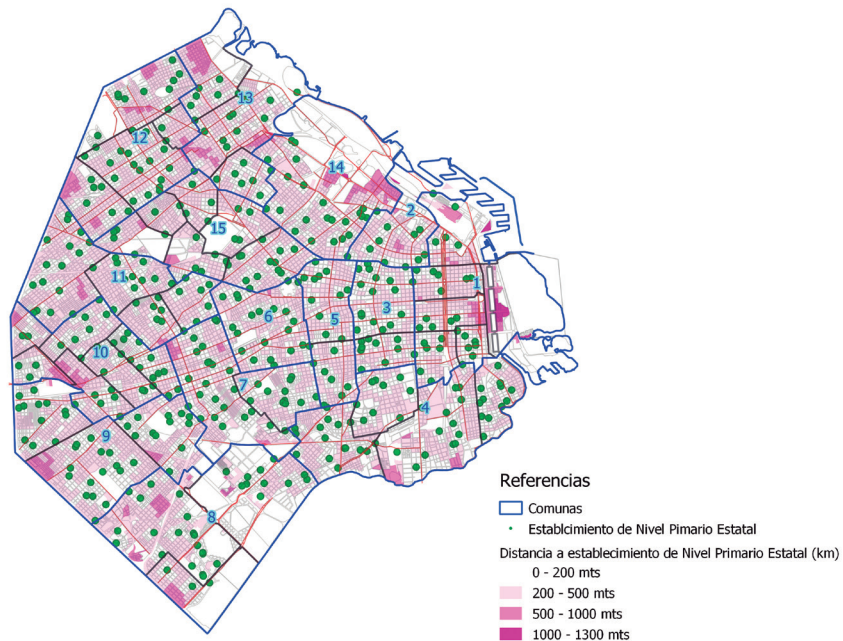 13
12
14
2
15
11
1
6
5
3
10
7
4
9
8
Referencias
Comunas
Establcimiento de Nivel Pimario Estatal
Distancia a establecimiento de Nivel Primario Estatal (km)
0 - 200 mts
200 - 500 mts
500 - 1000 mts
1000 - 1300 mts